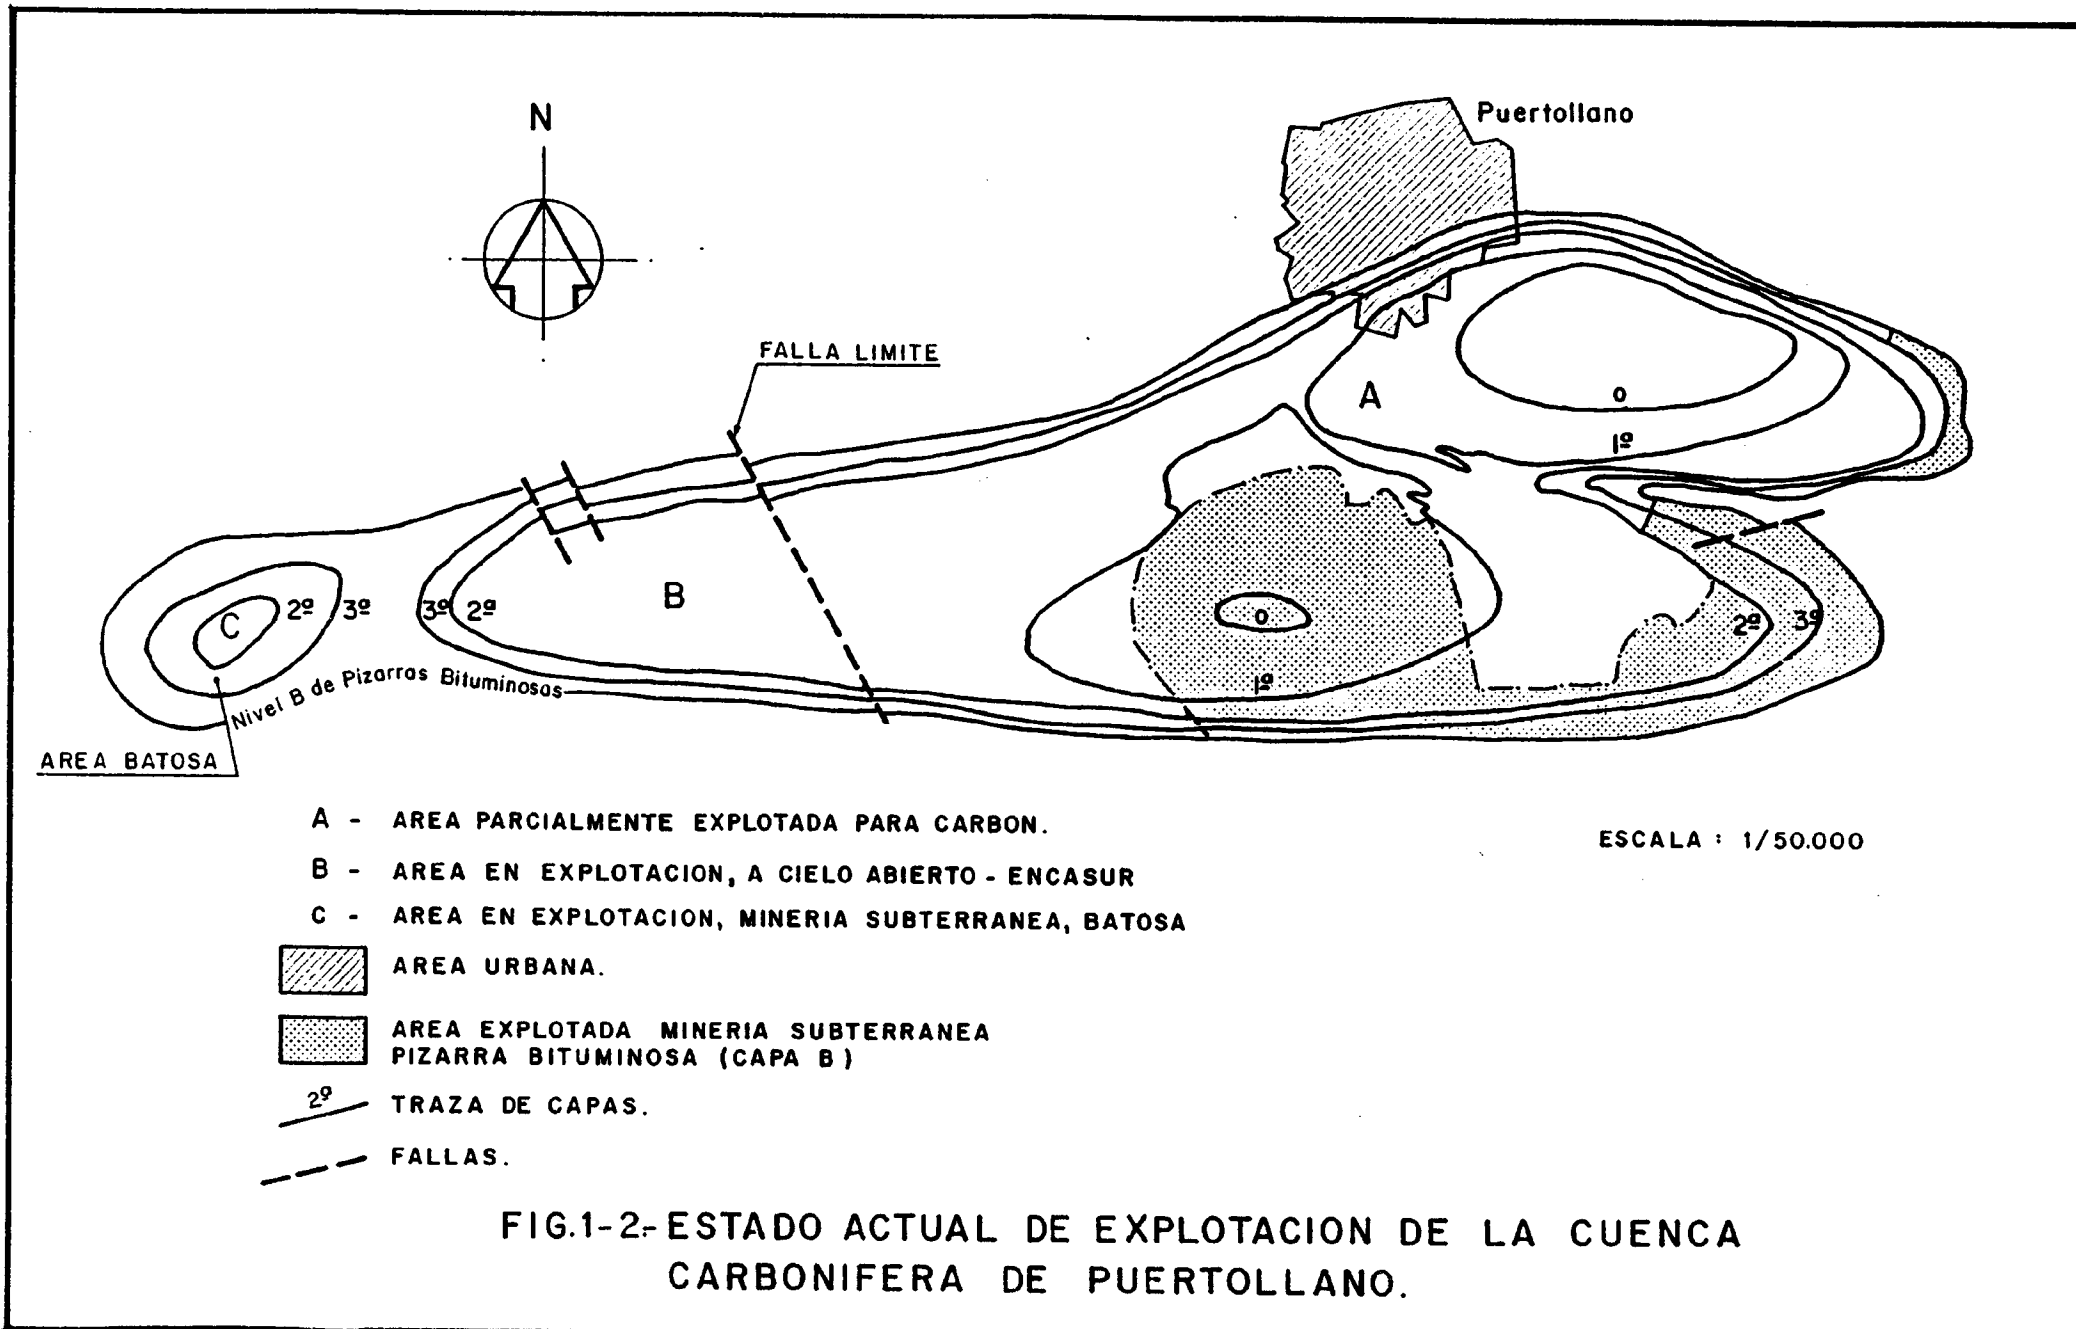 N
Puertollano
FALLA LIMITE
A
0
1º
B
C
2º
3º
3º
2º
0
1º
2º
3º
Nivel B de Pizarras Bituminosas
AREA BATOSA
A - AREA PARCIALMENTE EXPLOTADA PARA CARBON.
ESCALA : 1/50.000
B - AREA EN EXPLOTACION, A CIELO ABIERTO - ENCASUR
C - AREA EN EXPLOTACION, MINERIA SUBTERRANEA, BATOSA
AREA URBANA.
AREA EXPLOTADA MINERIA SUBTERRANEA
PIZARRA BITUMINOSA (CAPA B)
2º
TRAZA DE CAPAS.
FALLAS.
FIG.1-2.- ESTADO ACTUAL DE EXPLOTACION DE LA CUENCA
CARBONIFERA DE PUERTOLLANO.